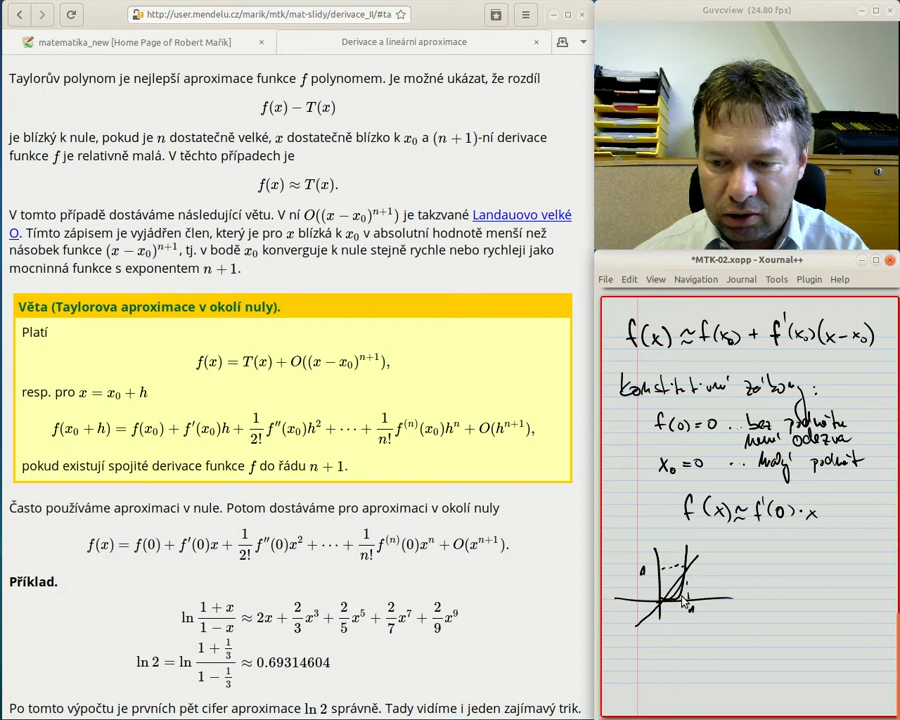 http://user.mendelu.cz/marik/mtk/mat-slidy/derivace_II/#ta
matematika_new [Home Page of Robert Mařík]
Derivace a lineární aproximace
Taylorův polynom je nejlepší aproximace funkce f polynomem. Je možné ukázat, že rozdíl
f(x) − T(x)
je blízký k nule, pokud je n dostatečně velké, x dostatečně blízko k x₀ a (n + 1)-ní derivace
funkce f je relativně malá. V těchto případech je
f(x) ≈ T(x).
V tomto případě dostáváme následující větu. V ní O((x − x₀)ⁿ⁺¹) je takzvané Landauovo velké
O. Tímto zápisem je vyjádřen člen, který je pro x blízká k x₀ v absolutní hodnotě menší než
násobek funkce (x − x₀)ⁿ⁺¹, tj. v bodě x₀ konverguje k nule stejně rychle nebo rychleji jako
mocninná funkce s exponentem n + 1.
Věta (Taylorova aproximace v okolí nuly).
Platí
f(x) = T(x) + O((x − x₀)ⁿ⁺¹),
resp. pro x = x₀ + h
f(x₀ + h) = f(x₀) + f′(x₀)h + 1/2! f″(x₀)h² + ⋯ + 1/n! f⁽ⁿ⁾(x₀)hⁿ + O(hⁿ⁺¹),
pokud existují spojité derivace funkce f do řádu n + 1.
Často používáme aproximaci v nule. Potom dostáváme pro aproximaci v okolí nuly
f(x) = f(0) + f′(0)x + 1/2! f″(0)x² + ⋯ + 1/n! f⁽ⁿ⁾(0)xⁿ + O(xⁿ⁺¹).
Příklad.
ln (1 + x)/(1 − x) ≈ 2x + 2/3 x³ + 2/5 x⁵ + 2/7 x⁷ + 2/9 x⁹
ln 2 = ln (1 + 1/3)/(1 − 1/3) ≈ 0.69314604
Po tomto výpočtu je prvních pět cifer aproximace ln 2 správně. Tady vidíme i jeden zajímavý trik.
Guvcview (24.80 fps)
*MTK-02.xopp - Xournal++
File Edit View Navigation Journal Tools Plugin Help
f(x) ≈ f(x₀) + f′(x₀)(x−x₀)
Konstitutivní zákony:
f(0)=0 .. bez podnětu
není odezva
x₀=0 ... malý podnět
f(x) ≈ f′(0)·x
1
1